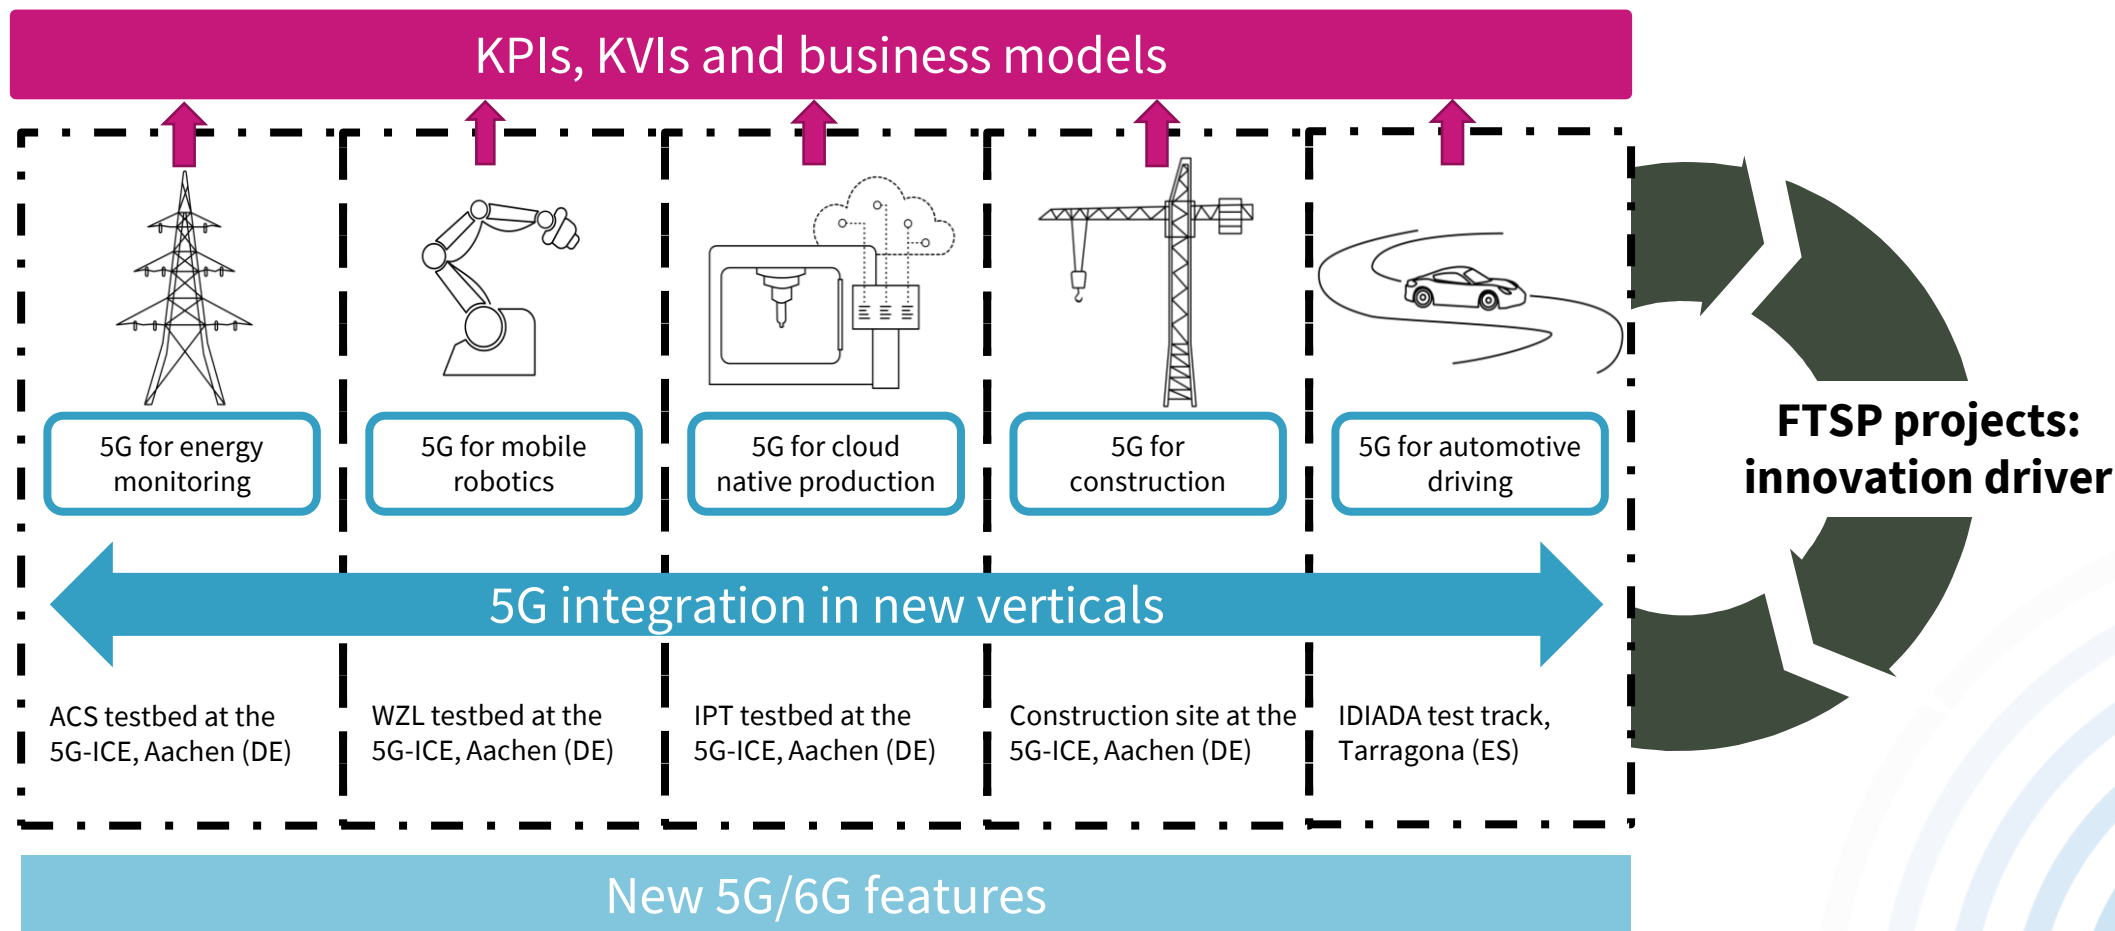 KPIs, KVIs and business models
5G for energy
monitoring
5G for mobile
robotics
5G for cloud
native production
5G for
construction
5G for automotive
driving
FTSP projects:
innovation driver
5G integration in new verticals
ACS testbed at the
5G-ICE, Aachen (DE)
WZL testbed at the
5G-ICE, Aachen (DE)
IPT testbed at the
5G-ICE, Aachen (DE)
Construction site at the
5G-ICE, Aachen (DE)
IDIADA test track,
Tarragona (ES)
New 5G/6G features